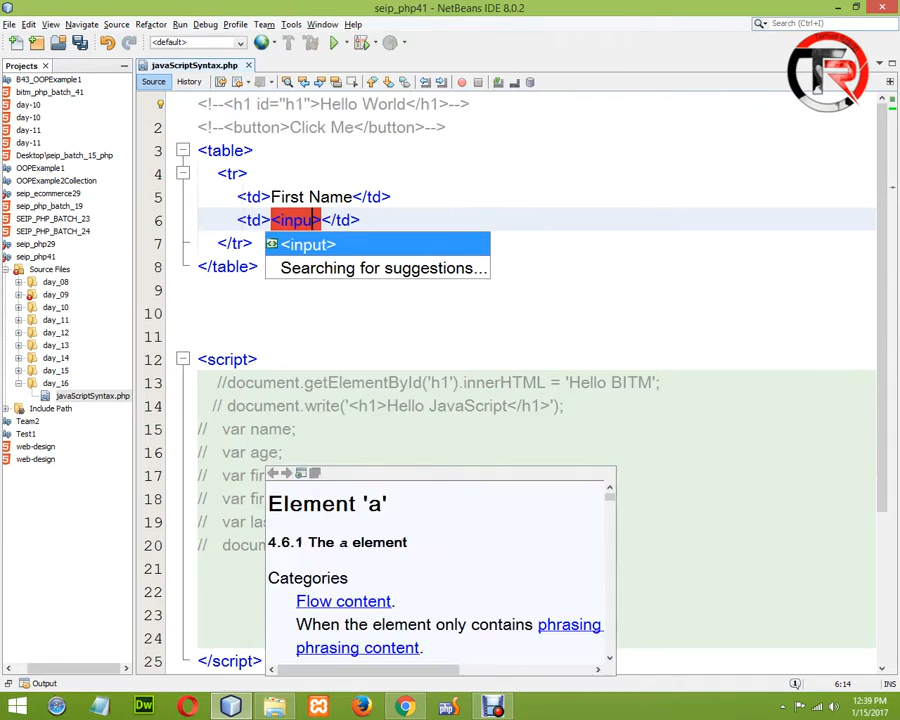 seip_php41 - NetBeans IDE 8.0.2
File Edit View Navigate Source Refactor Run Debug Profile Team Tools Window Help
Search (Ctrl+I)
<default>
Projects
javaScriptSyntax.php
Source History
B43_OOPExample1
bitm_php_batch_41
day-10
day-10
day-11
day-11
Desktop\seip_batch_15_php
OOPExample1
OOPExample2Collection
seip_ecommerce29
seip_php_batch_19
SEIP_PHP_BATCH_23
SEIP_PHP_BATCH_24
seip_php29
seip_php41
Source Files
day_08
day_09
day_10
day_11
day_12
day_13
day_14
day_15
day_16
javaScriptSyntax.php
Include Path
Team2
Test1
web-design
web-design
1 <!--<h1 id="h1">Hello World</h1>-->
2 <!--<button>Click Me</button>-->
3 <table>
4 <tr>
5 <td>First Name</td>
6 <td><inpu></td>
7 </tr>
8 </table>
9
10
11
12 <script>
13 //document.getElementById('h1').innerHTML = 'Hello BITM';
14 // document.write('<h1>Hello JavaScript</h1>');
15 // var name;
16 // var age;
17 // var fir
18 // var fir
19 // var las
20 // docum
21
22
23
24
25 </script>
<input>
Searching for suggestions...
Element 'a'
4.6.1 The a element
Categories
Flow content.
When the element only contains phrasing
phrasing content.
Output
6:14 INS
12:39 PM
1/15/2017